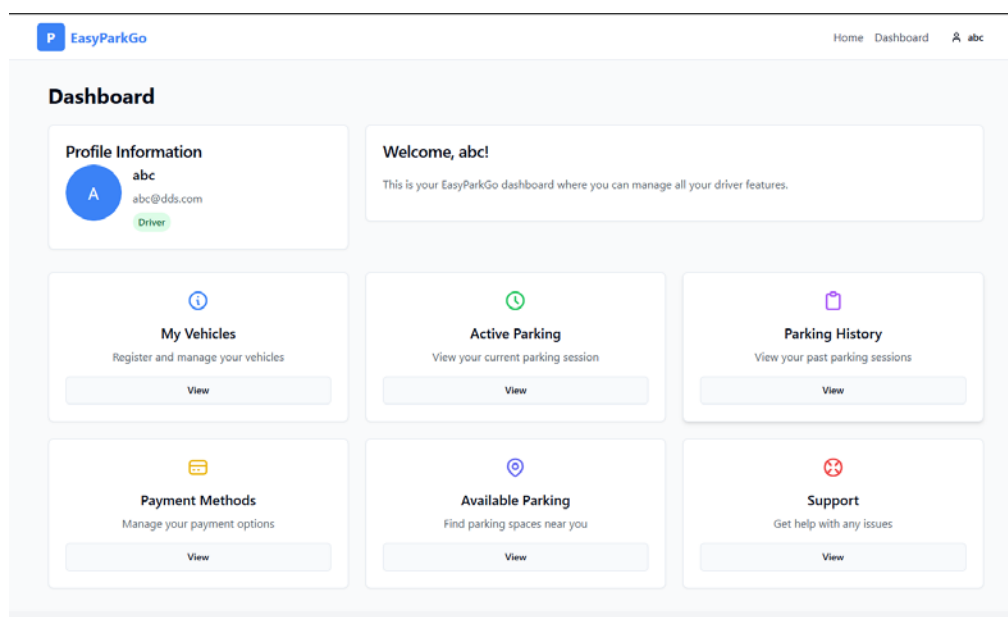 P EasyParkGo
Home Dashboard abc
Dashboard
Profile Information
A
abc
abc@dds.com
Driver
Welcome, abc!
This is your EasyParkGo dashboard where you can manage all your driver features.
My Vehicles
Register and manage your vehicles
View
Active Parking
View your current parking session
View
Parking History
View your past parking sessions
View
Payment Methods
Manage your payment options
View
Available Parking
Find parking spaces near you
View
Support
Get help with any issues
View